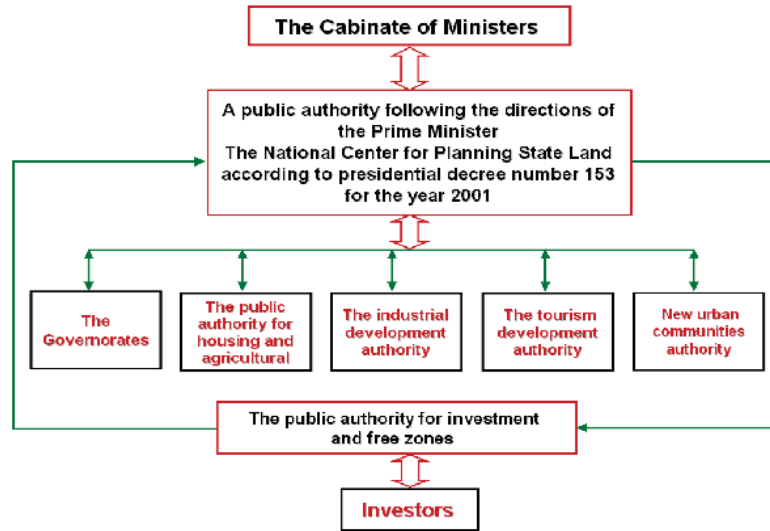 The Cabinate of Ministers
A public authority following the directions of
the Prime Minister
The National Center for Planning State Land
according to presidential decree number 153
for the year 2001
The
Governorates
The public
authority for
housing and
agricultural
The industrial
development
authority
The tourism
development
authority
New urban
communities
authority
The public authority for investment
and free zones
Investors